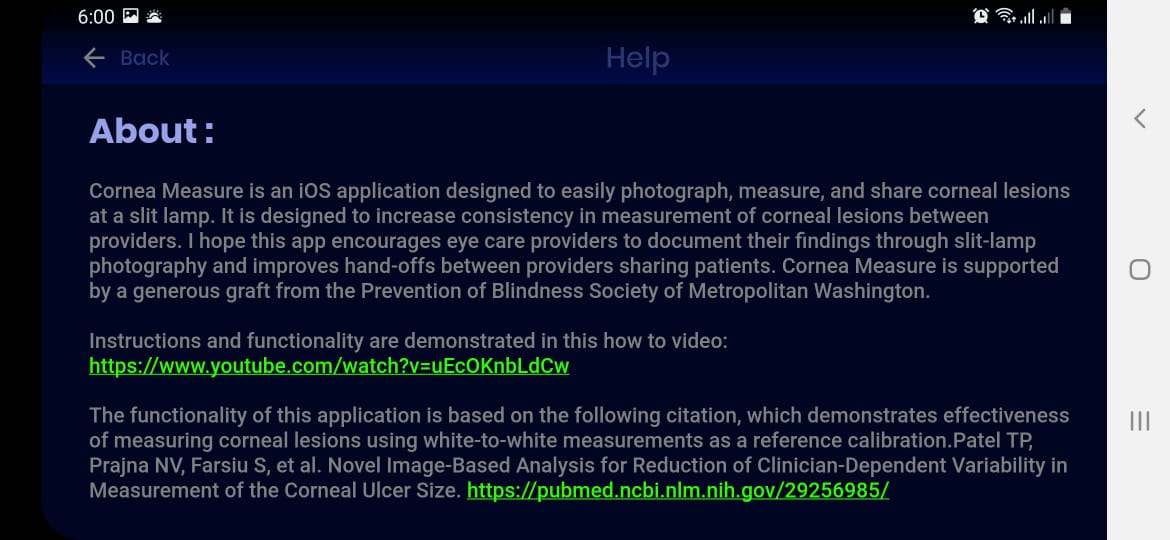 6:00
Back
Help
About :
Cornea Measure is an iOS application designed to easily photograph, measure, and share corneal lesions
at a slit lamp. It is designed to increase consistency in measurement of corneal lesions between
providers. I hope this app encourages eye care providers to document their findings through slit-lamp
photography and improves hand-offs between providers sharing patients. Cornea Measure is supported
by a generous graft from the Prevention of Blindness Society of Metropolitan Washington.
Instructions and functionality are demonstrated in this how to video:
https://www.youtube.com/watch?v=uEcOKnbLdCw
The functionality of this application is based on the following citation, which demonstrates effectiveness
of measuring corneal lesions using white-to-white measurements as a reference calibration.Patel TP,
Prajna NV, Farsiu S, et al. Novel Image-Based Analysis for Reduction of Clinician-Dependent Variability in
Measurement of the Corneal Ulcer Size. https://pubmed.ncbi.nlm.nih.gov/29256985/